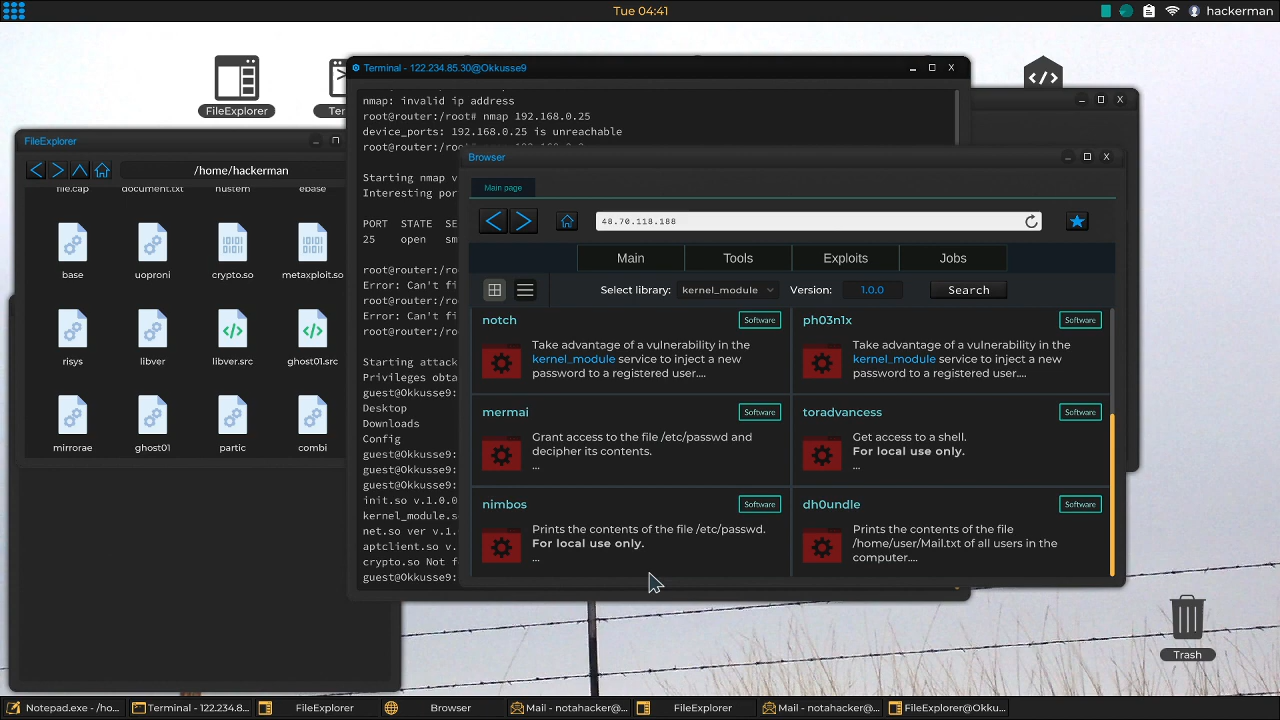 Tue 04:41
hackerman
FileExplorer
Terminal - 122.234.85.30@Okkusse9
nmap: invalid ip address
root@router:/root# nmap 192.168.0.25
device_ports: 192.168.0.25 is unreachable
Starting nmap v
Interesting por
PORT STATE SE
25 open sm
root@router:/ro
Error: Can't fi
root@router:/ro
Error: Can't fi
root@router:/ro
Starting attack
Privileges obta
guest@Okkusse9:
Desktop
Downloads
Config
guest@Okkusse9:
guest@Okkusse9:
guest@Okkusse9:
init.so v.1.0.0
kernel_module.s
net.so ver v.1.
aptclient.so v.
crypto.so Not f
guest@Okkusse9:
FileExplorer
/home/hackerman
file.cap document.txt hustem ebase
base uoproni crypto.so metaxploit.so
risys libver libver.src ghost01.src
mirrorae ghost01 partic combi
Browser
Main page
48.70.118.188
Main Tools Exploits Jobs
Select library: kernel_module Version: 1.0.0 Search
notch Software
Take advantage of a vulnerability in the
kernel_module service to inject a new
password to a registered user....
ph03n1x Software
Take advantage of a vulnerability in the
kernel_module service to inject a new
password to a registered user....
mermai Software
Grant access to the file /etc/passwd and
decipher its contents.
...
toradvancess Software
Get access to a shell.
For local use only.
...
nimbos Software
Prints the contents of the file /etc/passwd.
For local use only.
...
dh0undle Software
Prints the contents of the file
/home/user/Mail.txt of all users in the
computer....
Trash
Notepad.exe - /ho... Terminal - 122.234.8... FileExplorer Browser Mail - notahacker@... FileExplorer Mail - notahacker@... FileExplorer@Okku...